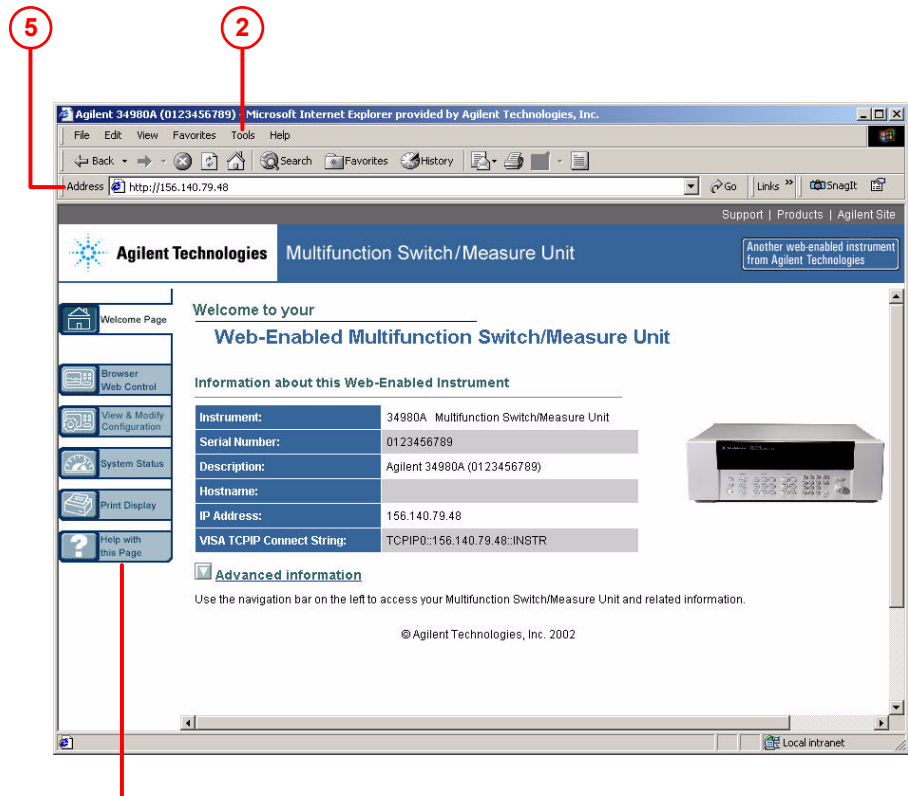 5
2
Agilent 34980A (0123456789) - Microsoft Internet Explorer provided by Agilent Technologies, Inc.
File Edit View Favorites Tools Help
Back Search Favorites History
Address http://156.140.79.48 Go Links » SnagIt
Support | Products | Agilent Site
Agilent Technologies Multifunction Switch/Measure Unit
Another web-enabled instrument
from Agilent Technologies
Welcome Page
Browser
Web Control
View & Modify
Configuration
System Status
Print Display
Help with
this Page
Welcome to your
Web-Enabled Multifunction Switch/Measure Unit
Information about this Web-Enabled Instrument
Instrument: 34980A Multifunction Switch/Measure Unit
Serial Number: 0123456789
Description: Agilent 34980A (0123456789)
Hostname:
IP Address: 156.140.79.48
VISA TCPIP Connect String: TCPIP0::156.140.79.48::INSTR
Advanced information
Use the navigation bar on the left to access your Multifunction Switch/Measure Unit and related information.
© Agilent Technologies, Inc. 2002
Local intranet